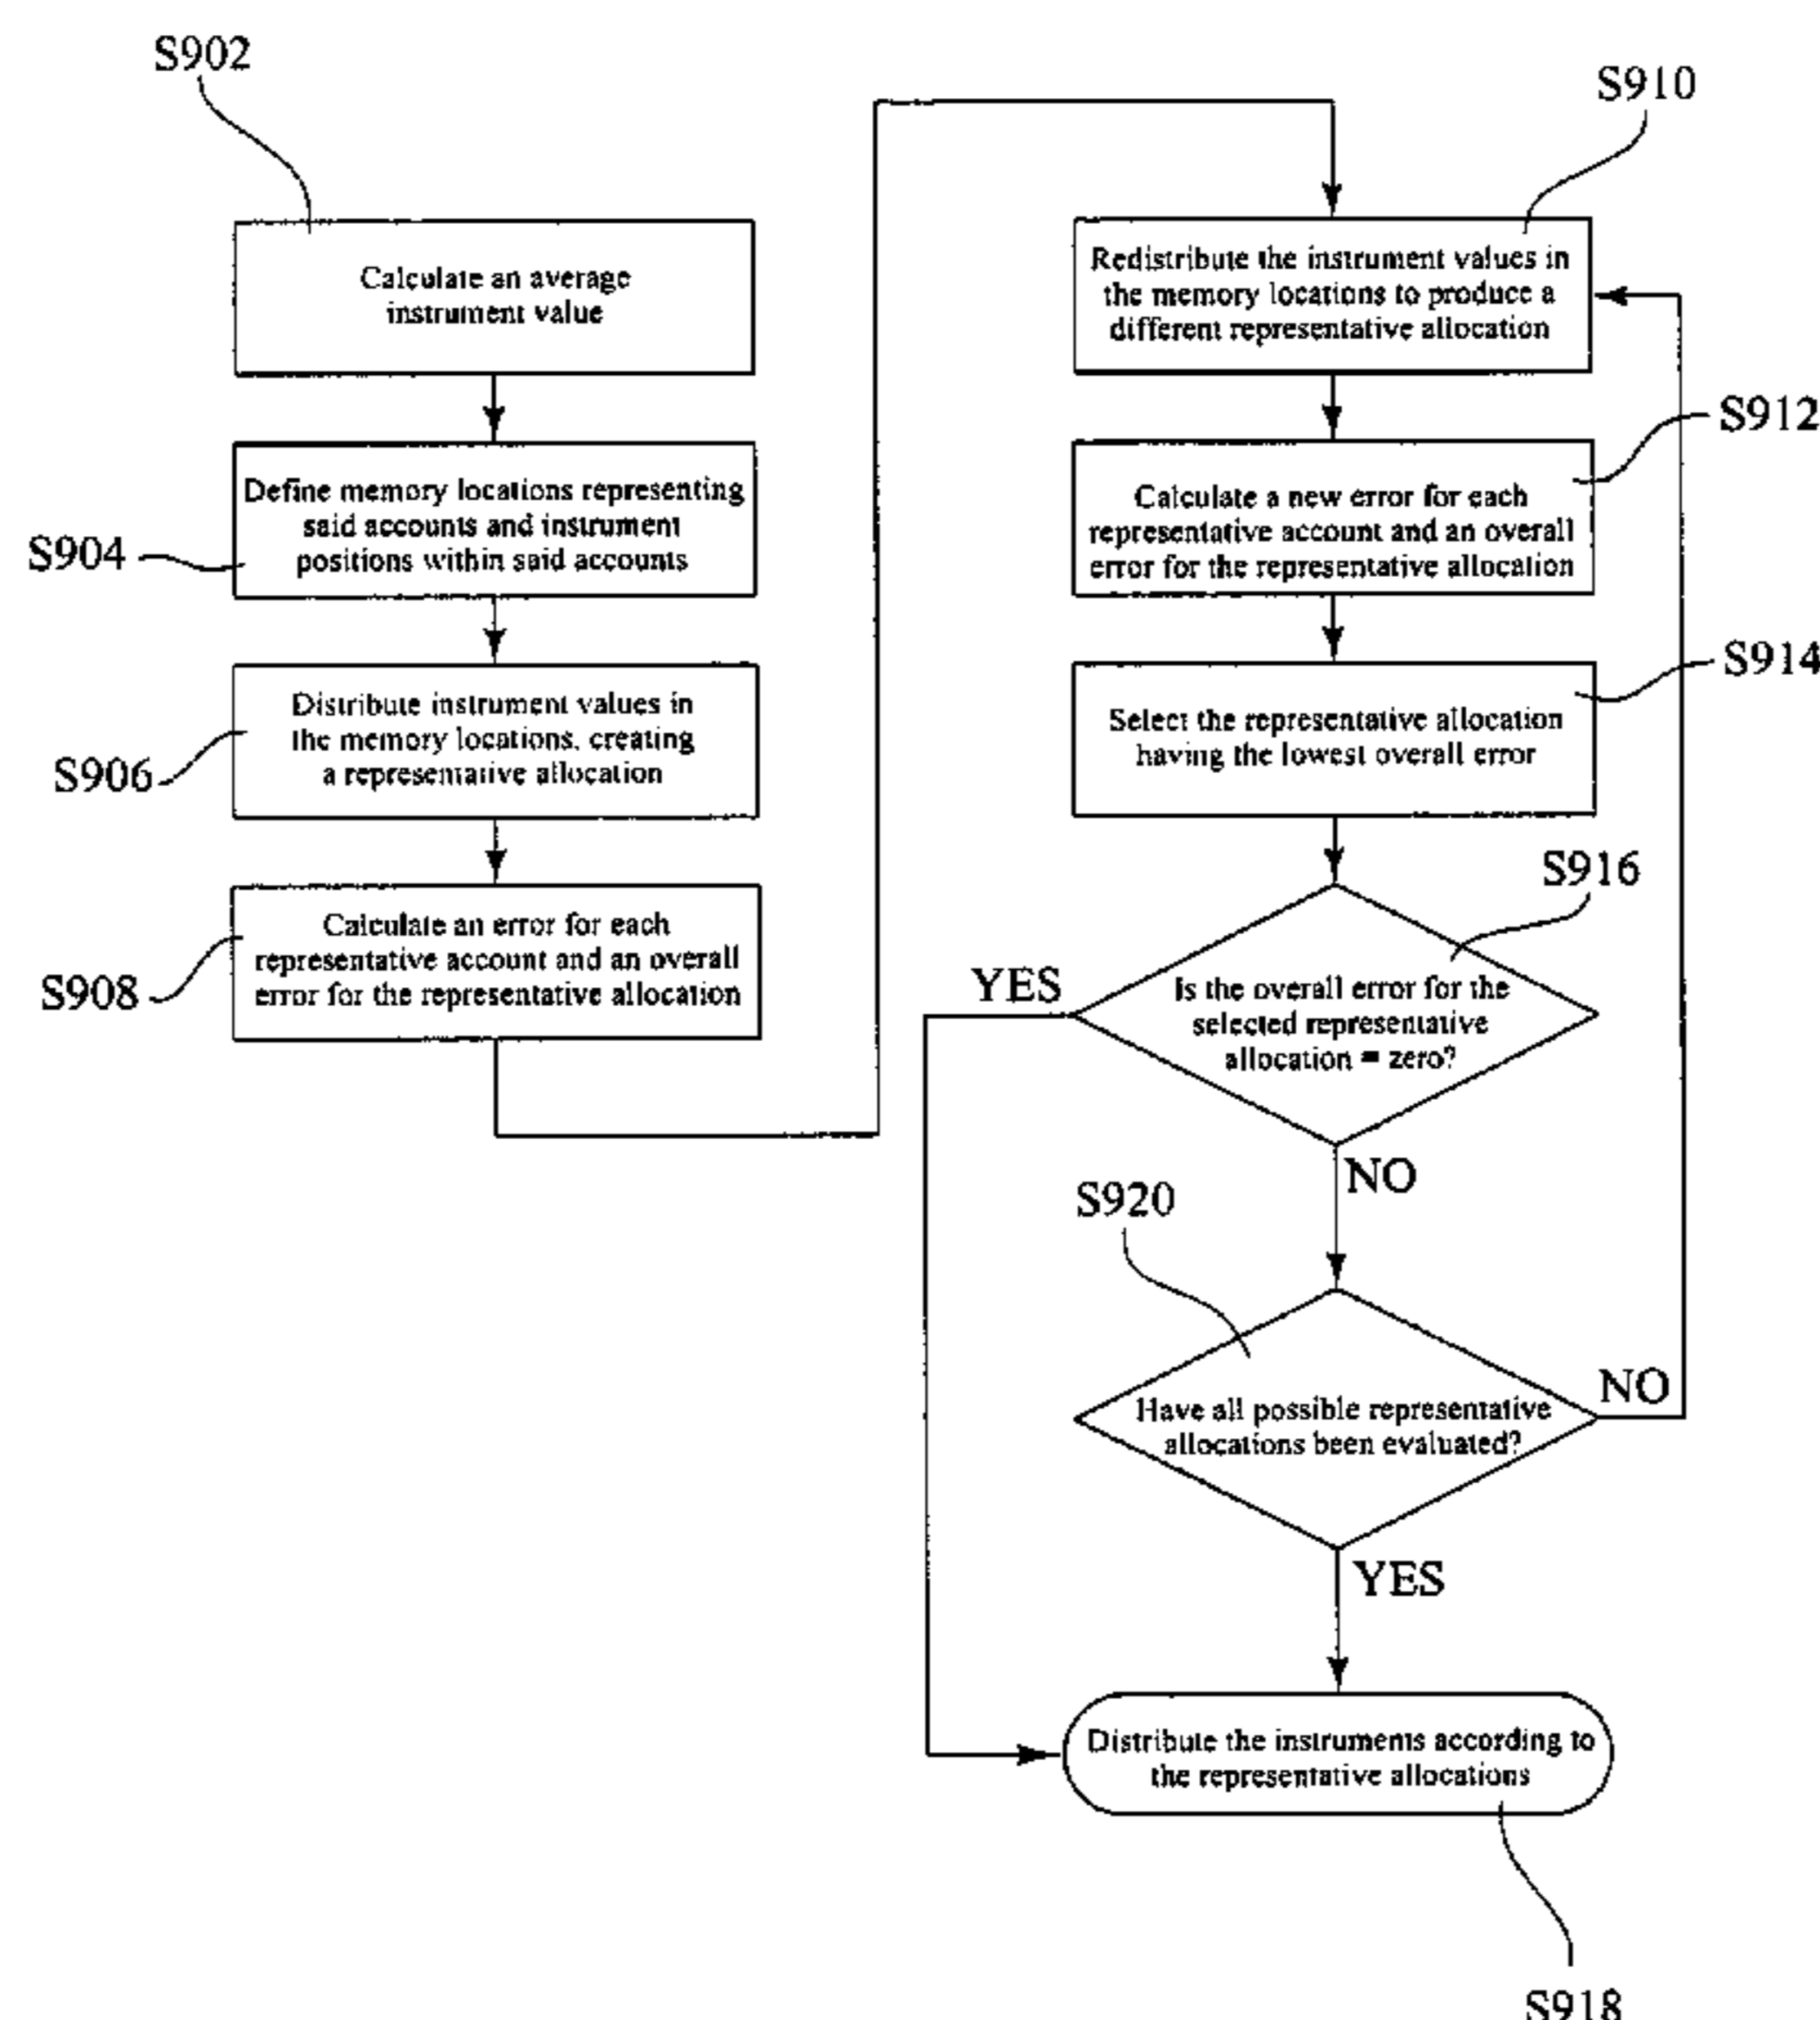 S902
Calculate an average
instrument value
S904
Define memory locations representing
said accounts and instrument
positions within said accounts
S906
Distribute instrument values in
the memory locations, creating
a representative allocation
S908
Calculate an error for each
representative account and an overall
error for the representative allocation
S910
Redistribute the instrument values in
the memory locations to produce a
different representative allocation
S912
Calculate a new error for each
representative account and an overall
error for the representative allocation
S914
Select the representative allocation
having the lowest overall error
S916
YES
Is the overall error for the
selected representative
allocation = zero?
NO
S920
Have all possible representative
allocations been evaluated?
NO
YES
Distribute the instruments according to
the representative allocations
S918